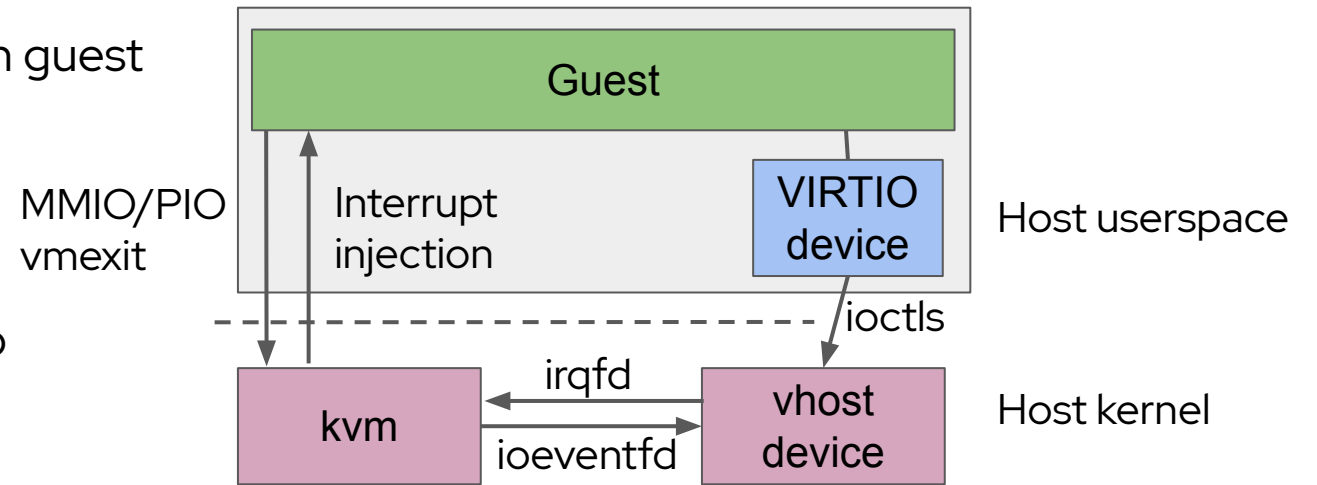 n guest
Guest
MMIO/PIO
vmexit
Interrupt
injection
VIRTIO
device
Host userspace
ioctls
irqfd
kvm
ioeventfd
vhost
device
Host kernel